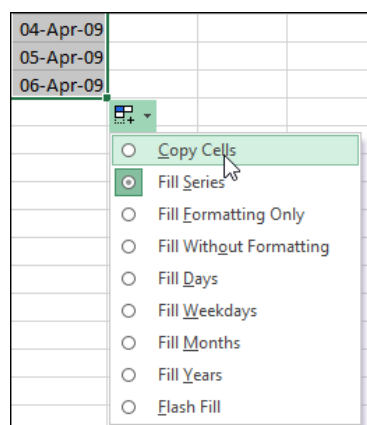 04-Apr-09
05-Apr-09
06-Apr-09
Copy Cells
Fill Series
Fill Formatting Only
Fill Without Formatting
Fill Days
Fill Weekdays
Fill Months
Fill Years
Flash Fill